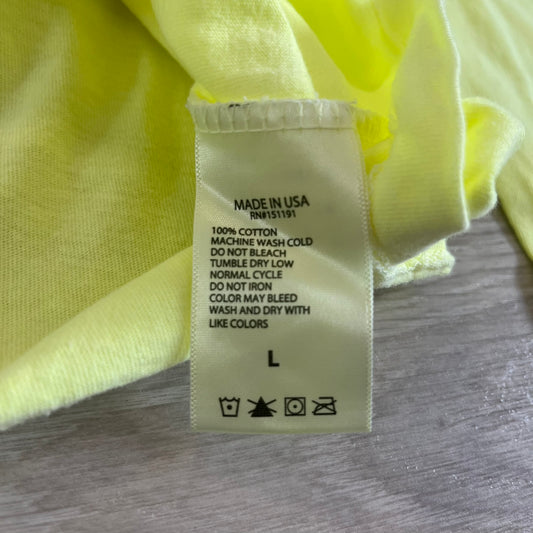 MADE IN USA
RN#151191
100% COTTON
MACHINE WASH COLD
DO NOT BLEACH
TUMBLE DRY LOW
NORMAL CYCLE
DO NOT IRON
COLOR MAY BLEED
WASH AND DRY WITH
LIKE COLORS
L